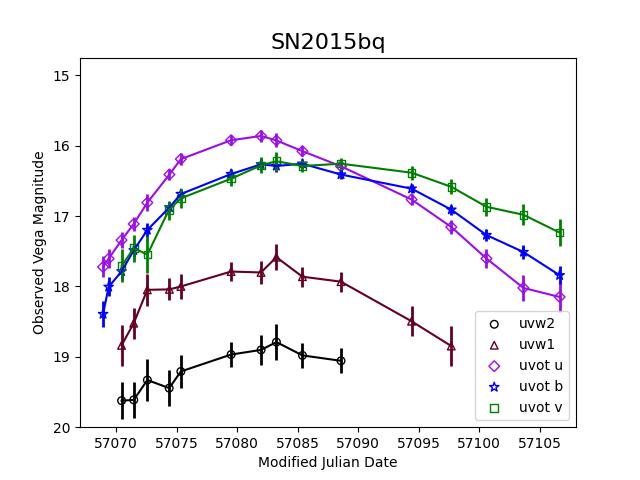 SN2015bq
Observed Vega Magnitude
15
16
17
18
19
20
57070 57075 57080 57085 57090 57095 57100 57105
Modified Julian Date
uvw2
uvw1
uvot u
uvot b
uvot v